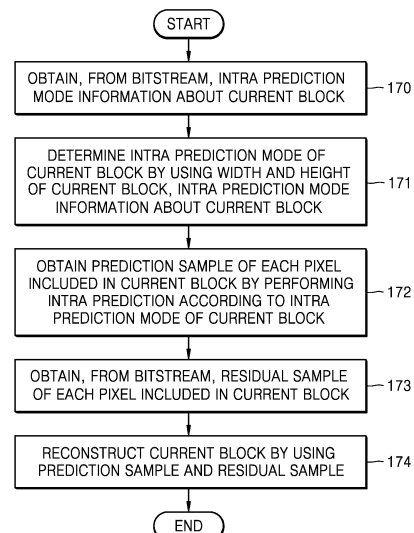 START
OBTAIN, FROM BITSTREAM, INTRA PREDICTION
MODE INFORMATION ABOUT CURRENT BLOCK
170
DETERMINE INTRA PREDICTION MODE OF
CURRENT BLOCK BY USING WIDTH AND HEIGHT
OF CURRENT BLOCK, INTRA PREDICTION MODE
INFORMATION ABOUT CURRENT BLOCK
171
OBTAIN PREDICTION SAMPLE OF EACH PIXEL
INCLUDED IN CURRENT BLOCK BY PERFORMING
INTRA PREDICTION ACCORDING TO INTRA
PREDICTION MODE OF CURRENT BLOCK
172
OBTAIN, FROM BITSTREAM, RESIDUAL SAMPLE
OF EACH PIXEL INCLUDED IN CURRENT BLOCK
173
RECONSTRUCT CURRENT BLOCK BY USING
PREDICTION SAMPLE AND RESIDUAL SAMPLE
174
END